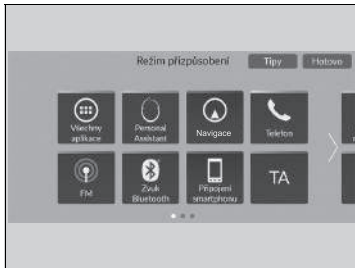 Režim přizpůsobení
Tipy
Hotovo
Všechny
aplikace
Personal
Assistant
Navigace
Telefon
FM
Zvuk
Bluetooth
Připojení
smartphonu
TA